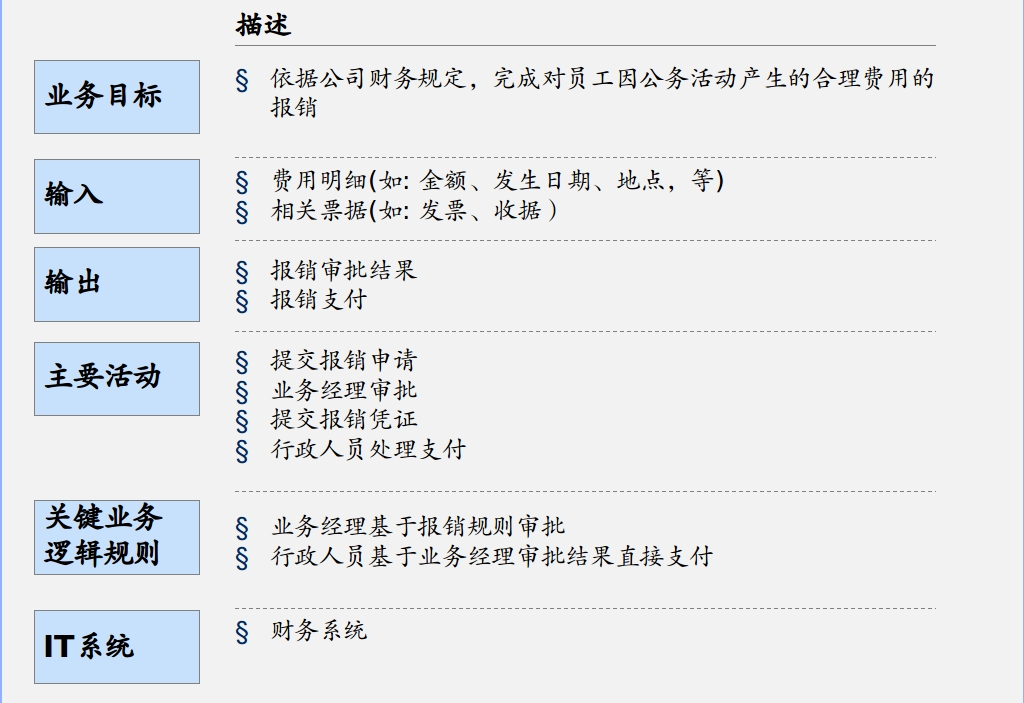 描述
业务目标
§ 依据公司财务规定，完成对员工因公务活动产生的合理费用的
报销
输入
§ 费用明细(如: 金额、发生日期、地点，等)
§ 相关票据(如: 发票、收据）
输出
§ 报销审批结果
§ 报销支付
主要活动
§ 提交报销申请
§ 业务经理审批
§ 提交报销凭证
§ 行政人员处理支付
关键业务
逻辑规则
§ 业务经理基于报销规则审批
§ 行政人员基于业务经理审批结果直接支付
IT系统
§ 财务系统